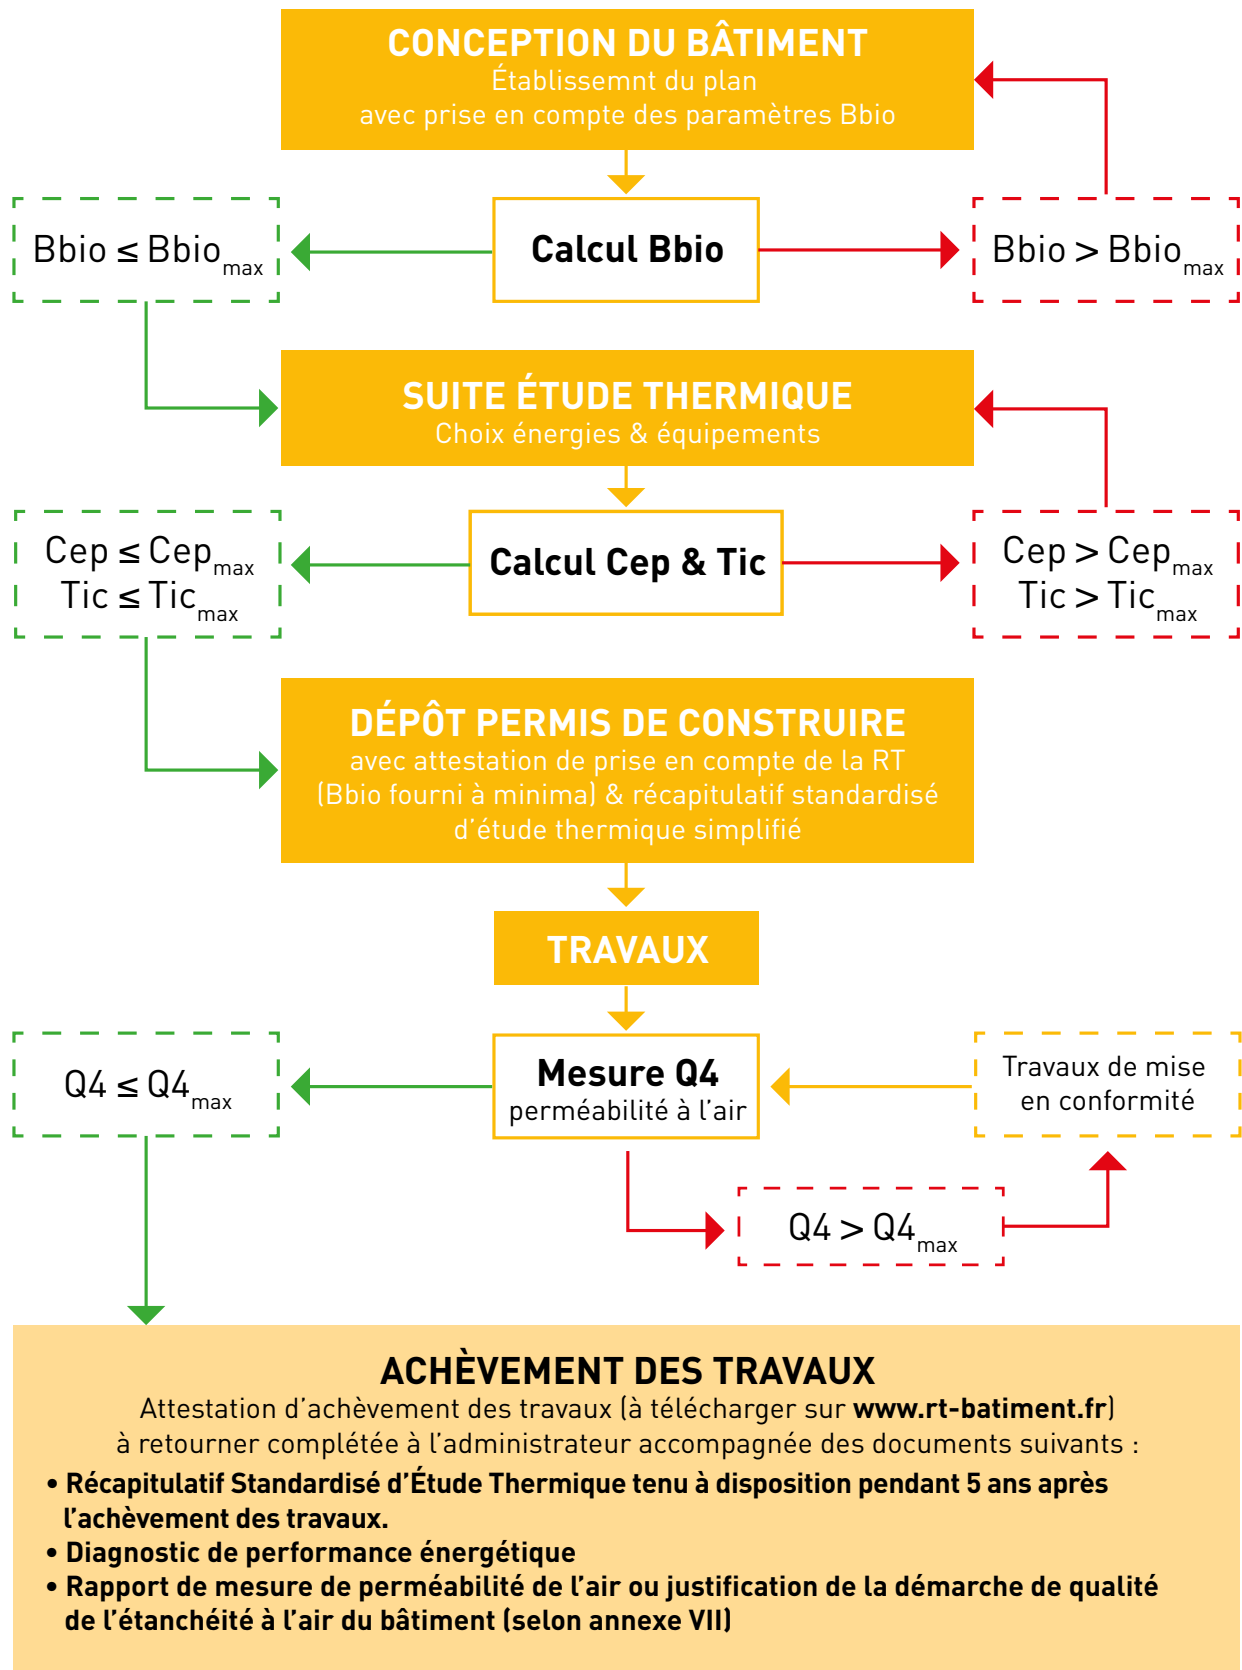 CONCEPTION DU BÂTIMENT
Établissemnt du plan
avec prise en compte des paramètres Bbio
Bbio ≤ Bbio max
Calcul Bbio
Bbio > Bbio max
SUITE ÉTUDE THERMIQUE
Choix énergies & équipements
Cep ≤ Cep max
Tic ≤ Tic max
Calcul Cep & Tic
Cep > Cep max
Tic > Tic max
DÉPÔT PERMIS DE CONSTRUIRE
avec attestation de prise en compte de la RT
(Bbio fourni à minima) & récapitulatif standardisé
d’étude thermique simplifié
TRAVAUX
Q4 ≤ Q4 max
Mesure Q4
perméabilité à l’air
Travaux de mise
en conformité
Q4 > Q4 max
ACHÈVEMENT DES TRAVAUX
Attestation d’achèvement des travaux (à télécharger sur www.rt-batiment.fr)
à retourner complétée à l’administrateur accompagnée des documents suivants :
• Récapitulatif Standardisé d’Étude Thermique tenu à disposition pendant 5 ans après
l’achèvement des travaux.
• Diagnostic de performance énergétique
• Rapport de mesure de perméabilité de l’air ou justification de la démarche de qualité
de l’étanchéité à l’air du bâtiment (selon annexe VII)